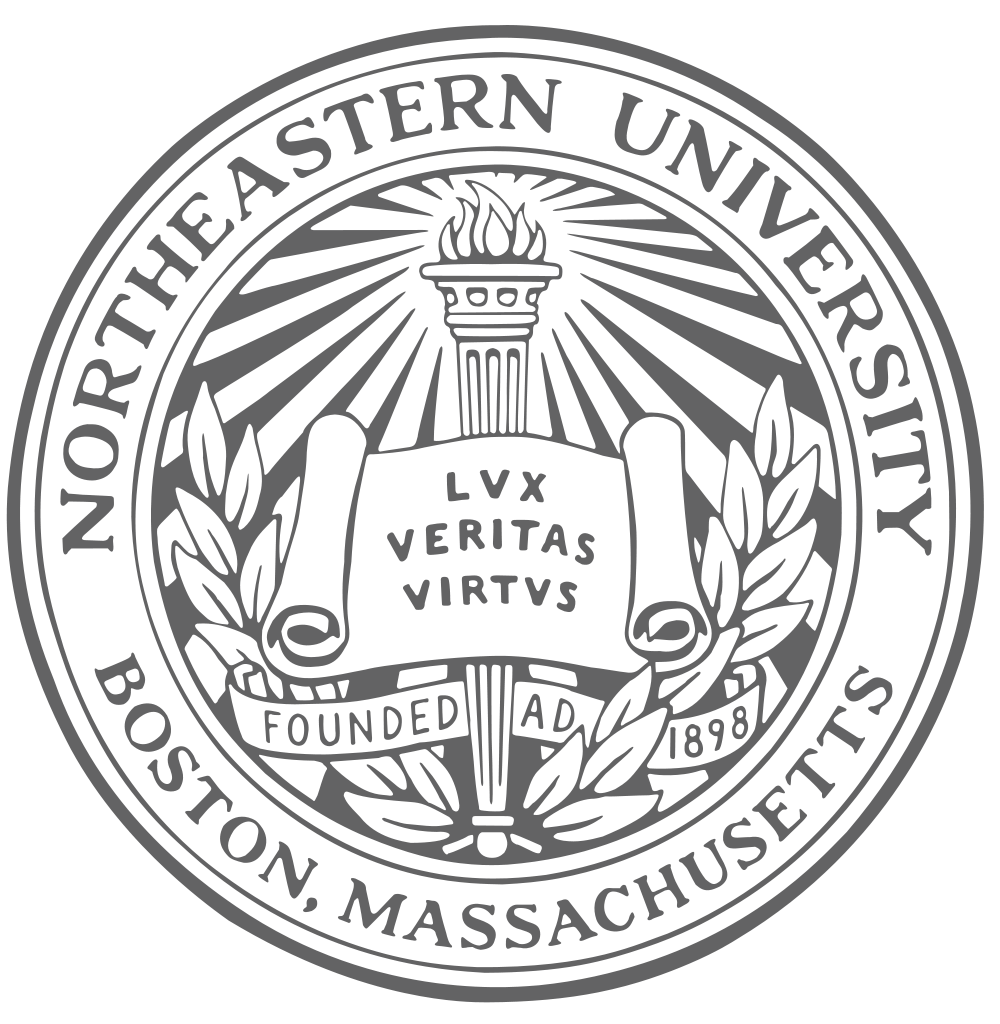 NORTHEASTERN UNIVERSITY
LVX
VERITAS
VIRTVS
FOUNDED AD 1898
BOSTON, MASSACHUSETTS